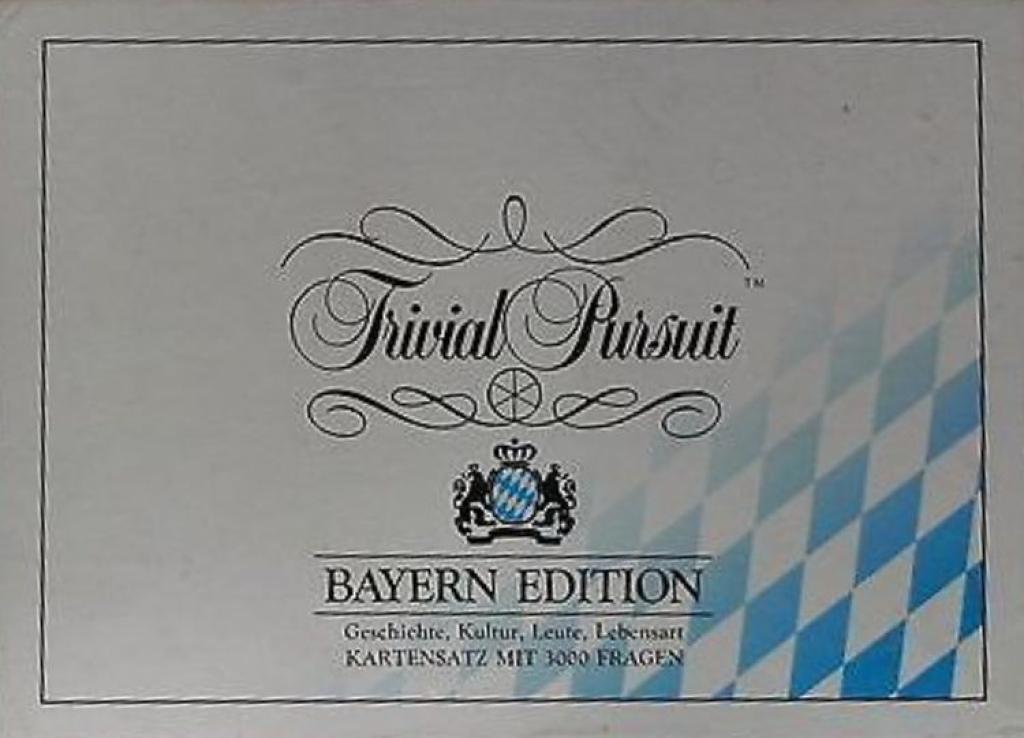 Trivial Pursuit™
BAYERN EDITION
Geschichte, Kultur, Leute, Lebensart
KARTENSATZ MIT 3000 FRAGEN